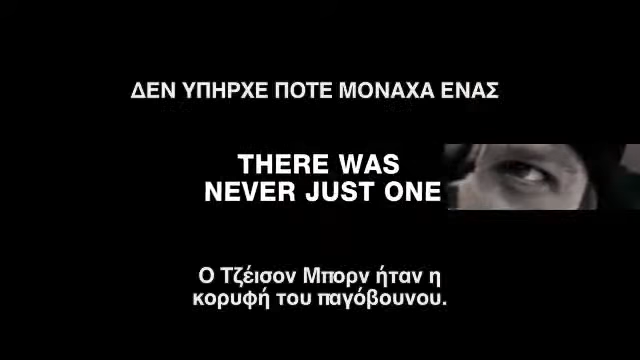 ΔΕΝ ΥΠΗΡΧΕ ΠΟΤΕ ΜΟΝΑΧΑ ΕΝΑΣ
THERE WAS
NEVER JUST ONE
Ο Τζέισον Μπορν ήταν η
κορυφή του παγόβουνου.